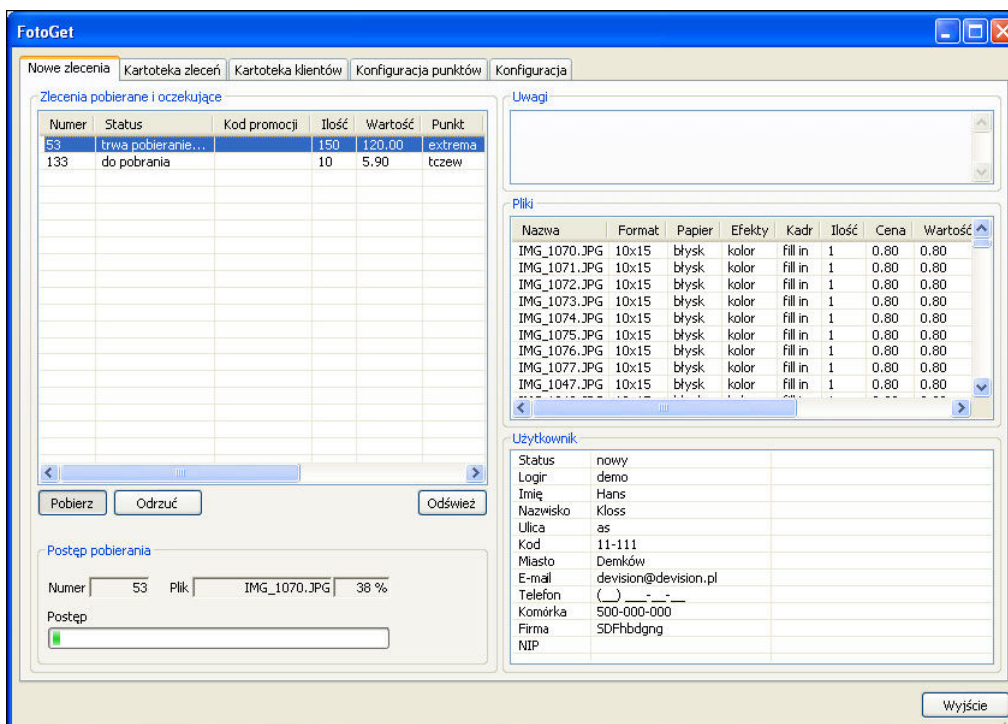 FotoGet
Nowe zlecenia Kartoteka zleceń Kartoteka klientów Konfiguracja punktów Konfiguracja
Zlecenia pobierane i oczekujące
Numer Status Kod promocji Ilość Wartość Punkt
53 trwa pobieranie... 150 120.00 extrema
133 do pobrania 10 5.90 tczew
Pobierz Odrzuć Odśwież
Postęp pobierania
Numer 53 Plik IMG_1070.JPG 38 %
Postęp
Uwagi
Pliki
Nazwa Format Papier Efekty Kadr Ilość Cena Wartość
IMG_1070.JPG 10x15 błysk kolor fill in 1 0.80 0.80
IMG_1071.JPG 10x15 błysk kolor fill in 1 0.80 0.80
IMG_1072.JPG 10x15 błysk kolor fill in 1 0.80 0.80
IMG_1073.JPG 10x15 błysk kolor fill in 1 0.80 0.80
IMG_1074.JPG 10x15 błysk kolor fill in 1 0.80 0.80
IMG_1075.JPG 10x15 błysk kolor fill in 1 0.80 0.80
IMG_1076.JPG 10x15 błysk kolor fill in 1 0.80 0.80
IMG_1077.JPG 10x15 błysk kolor fill in 1 0.80 0.80
IMG_1047.JPG 10x15 błysk kolor fill in 1 0.80 0.80
Użytkownik
Status nowy
Login demo
Imię Hans
Nazwisko Kloss
Ulica as
Kod 11-111
Miasto Demków
E-mail devision@devision.pl
Telefon (__) ___-__-__
Komórka 500-000-000
Firma SDFhbdgng
NIP
Wyjście